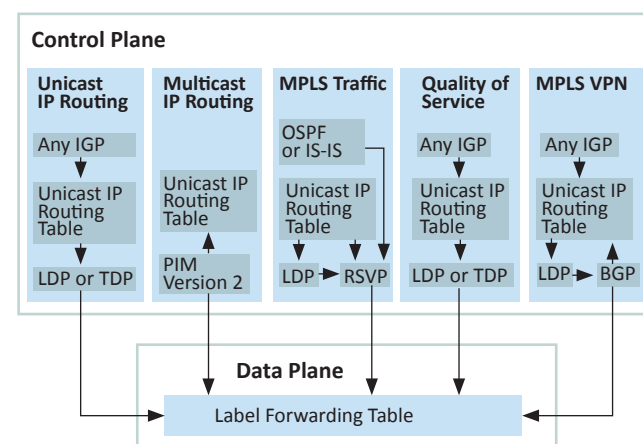 Control Plane
Unicast
IP Routing
Any IGP
Unicast IP
Routing
Table
LDP or TDP
Multicast
IP Routing
Unicast IP
Routing
Table
PIM
Version 2
MPLS Traffic
OSPF
or IS-IS
Unicast IP
Routing
Table
LDP
RSVP
Quality of
Service
Any IGP
Unicast IP
Routing
Table
LDP or TDP
MPLS VPN
Any IGP
Unicast IP
Routing
Table
LDP
BGP
Data Plane
Label Forwarding Table